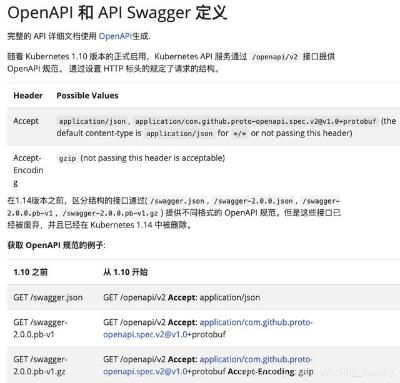 OpenAPI 和 API Swagger 定义
完整的 API 详细文档使用 OpenAPI生成.
随着 Kubernetes 1.10 版本的正式启用，Kubernetes API 服务通过 /openapi/v2 接口提供
OpenAPI 规范。 通过设置 HTTP 标头的规定了请求的结构。
Header Possible Values
Accept application/json , application/com.github.proto-openapi.spec.v2@v1.0+protobuf (the
default content-type is application/json for */* or not passing this header)
Accept-
Encodin
g
gzip (not passing this header is acceptable)
在1.14版本之前，区分结构的接口通过( /swagger.json , /swagger-2.0.0.json , /swagger-
2.0.0.pb-v1 , /swagger-2.0.0.pb-v1.gz ) 提供不同格式的 OpenAPI 规范。但是这些接口已
经被废弃，并且已经在 Kubernetes 1.14 中被删除。
获取 OpenAPI 规范的例子:
1.10 之前 从 1.10 开始
GET /swagger.json GET /openapi/v2 Accept: application/json
GET /swagger-
2.0.0.pb-v1
GET /openapi/v2 Accept: application/com.github.proto-
openapi.spec.v2@v1.0+protobuf
GET /swagger-
2.0.0.pb-v1.gz
GET /openapi/v2 Accept: application/com.github.proto-
openapi.spec.v2@v1.0+protobuf Accept-Encoding: gzip